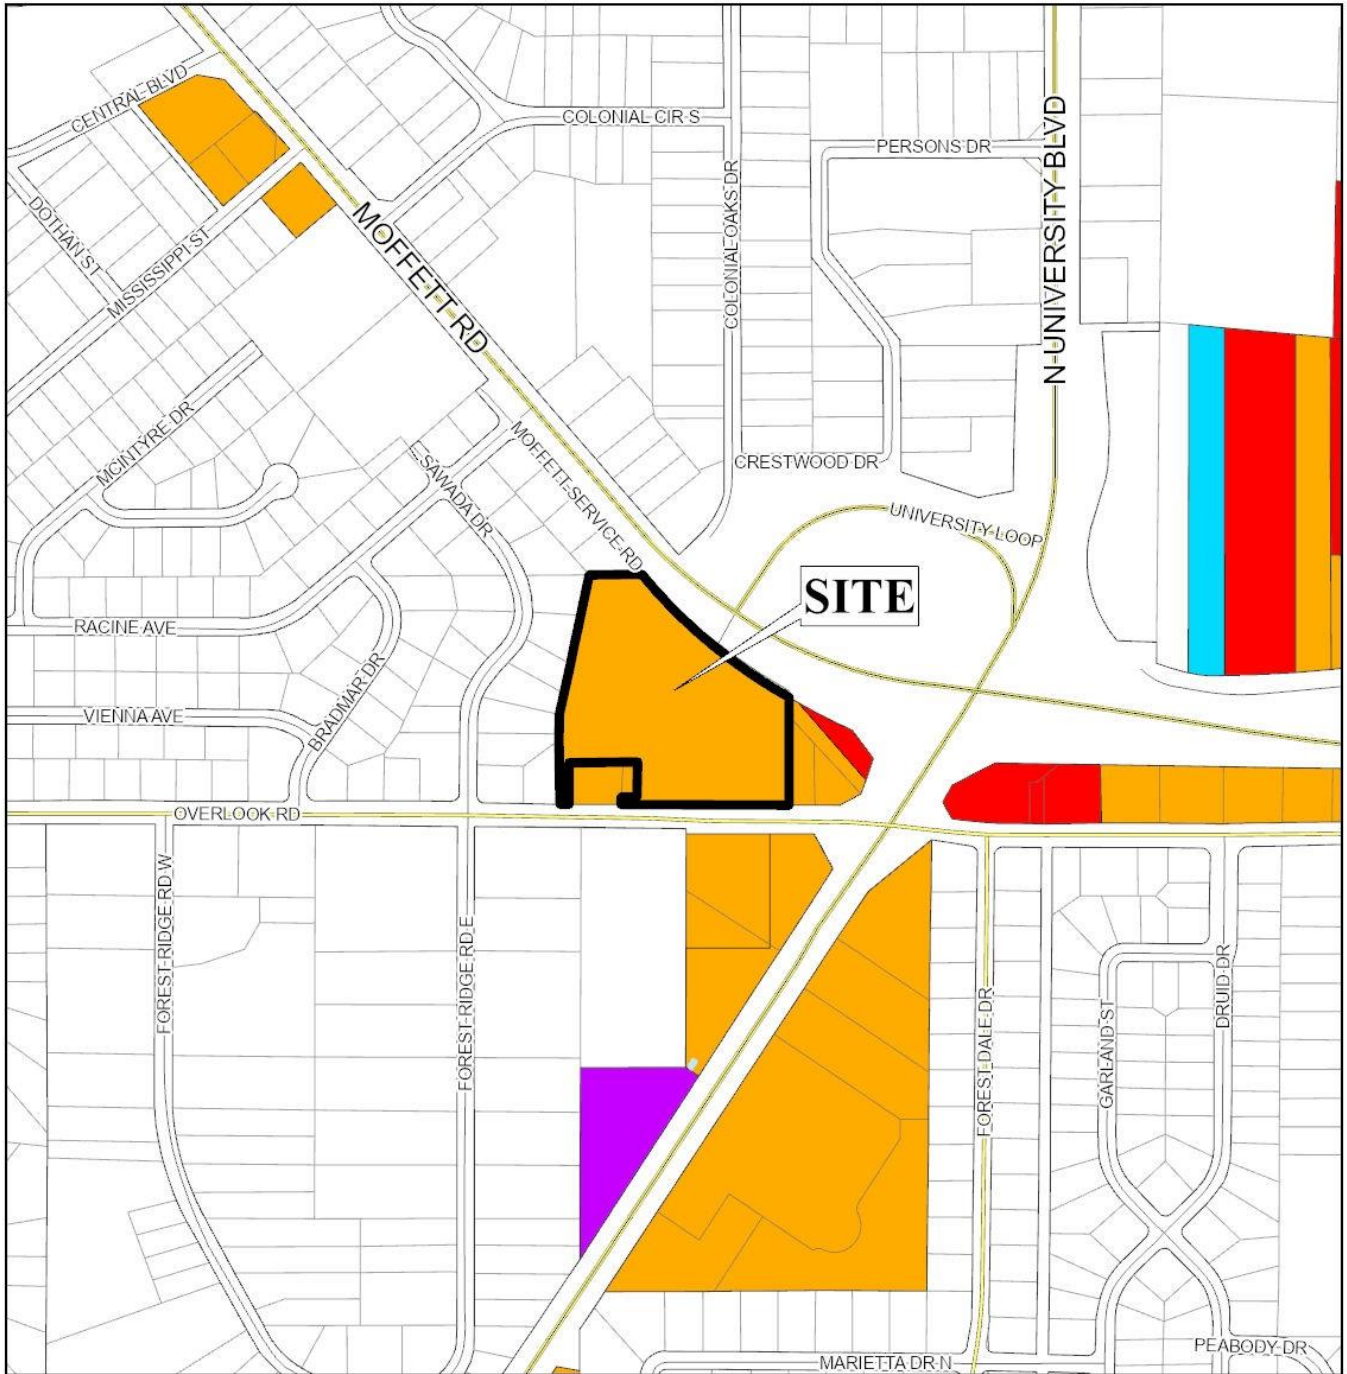 CENTRAL BLVD
COLONIAL CIR S
PERSONS DR
N UNIVERSITY BLVD
DOTHAN ST
MISSISSIPPI ST
MOFFETT RD
COLONIAL OAKS DR
MCINTYRE DR
SAWADA DR
MOFFETT SERVICE RD
CRESTWOOD DR
UNIVERSITY LOOP
SITE
RACINE AVE
BRADMAR DR
VIENNA AVE
OVERLOOK RD
FOREST RIDGE RD W
FOREST RIDGE RD E
FOREST DALE DR
GARLAND ST
DRUID DR
MARIETTA DR N
PEABODY DR